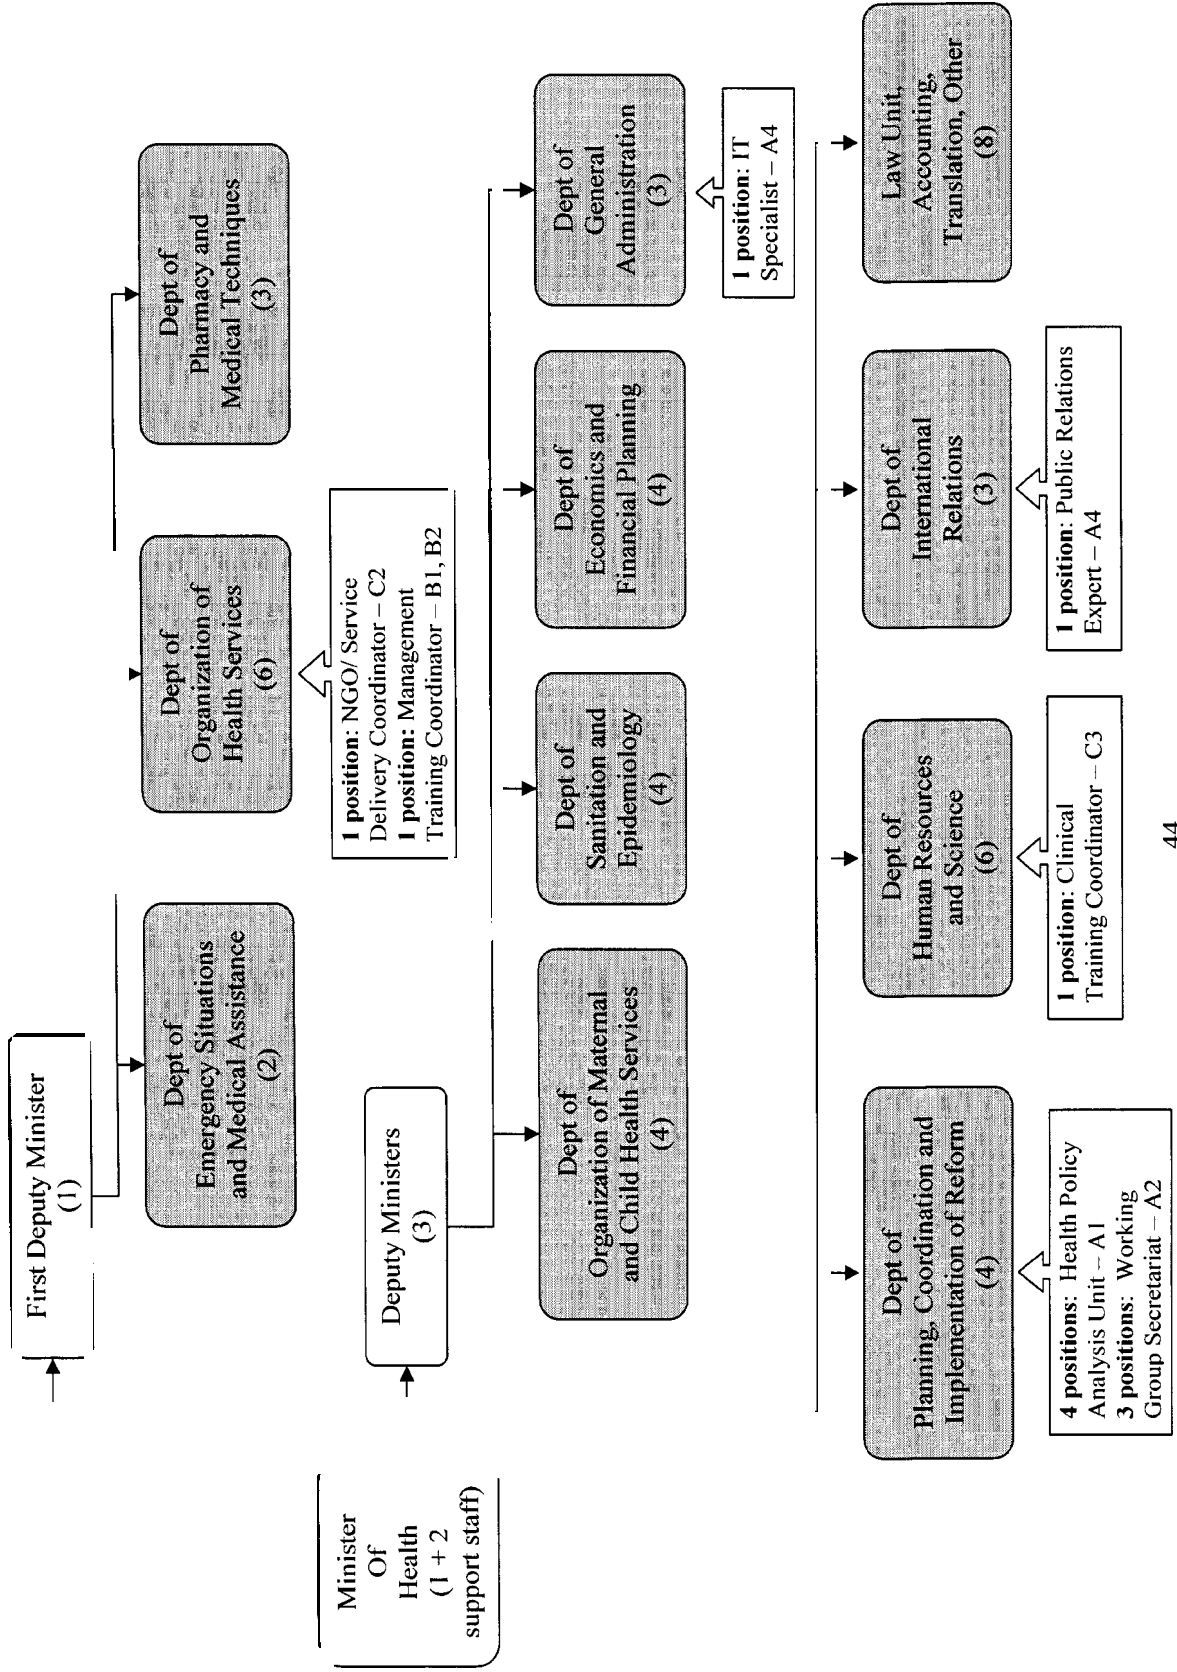 First Deputy Minister
(1)
Dept of
Emergency Situations
and Medical Assistance
(2)
Dept of
Organization of
Health Services
(6)
Dept of
Pharmacy and
Medical Techniques
(3)
1 position: NGO/ Service
Delivery Coordinator – C2
1 position: Management
Training Coordinator – B1, B2
Minister
Of
Health
(1 + 2
support staff)
Deputy Ministers
(3)
Dept of
Organization of Maternal
and Child Health Services
(4)
Dept of
Sanitation and
Epidemiology
(4)
Dept of
Economics and
Financial Planning
(4)
Dept of
General
Administration
(3)
1 position: IT
Specialist – A4
Dept of
Planning, Coordination and
Implementation of Reform
(4)
Dept of
Human Resources
and Science
(6)
Dept of
International
Relations
(3)
Law Unit,
Accounting,
Translation, Other
(8)
4 positions: Health Policy
Analysis Unit – A1
3 positions: Working
Group Secretariat – A2
1 position: Clinical
Training Coordinator – C3
1 position: Public Relations
Expert – A4
44